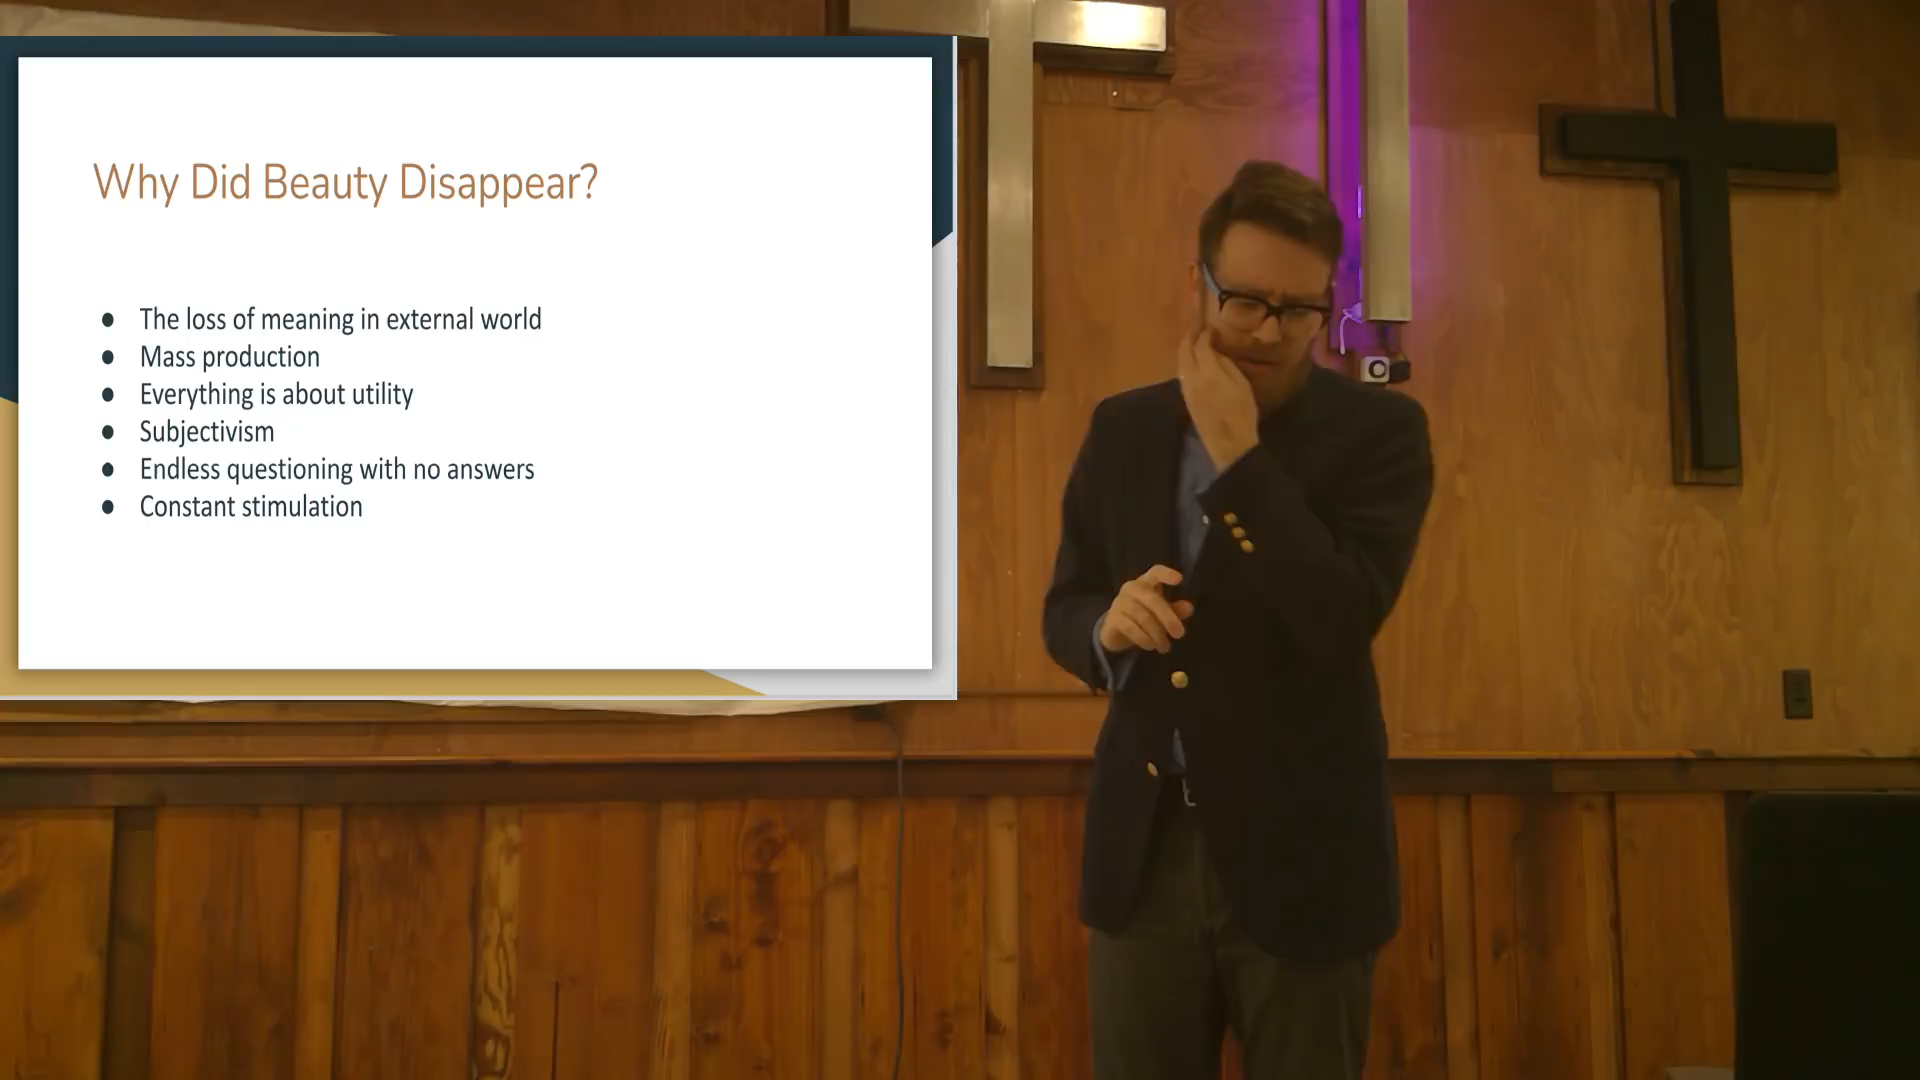 Why Did Beauty Disappear?
● The loss of meaning in external world
● Mass production
● Everything is about utility
● Subjectivism
● Endless questioning with no answers
● Constant stimulation